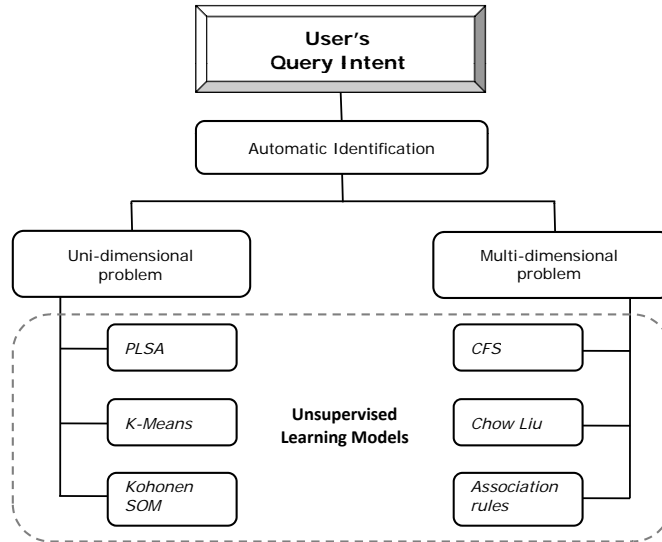 User's
Query Intent
Automatic Identification
Uni-dimensional
problem
Multi-dimensional
problem
PLSA
CFS
K-Means
Unsupervised
Learning Models
Chow Liu
Kohonen
SOM
Association
rules